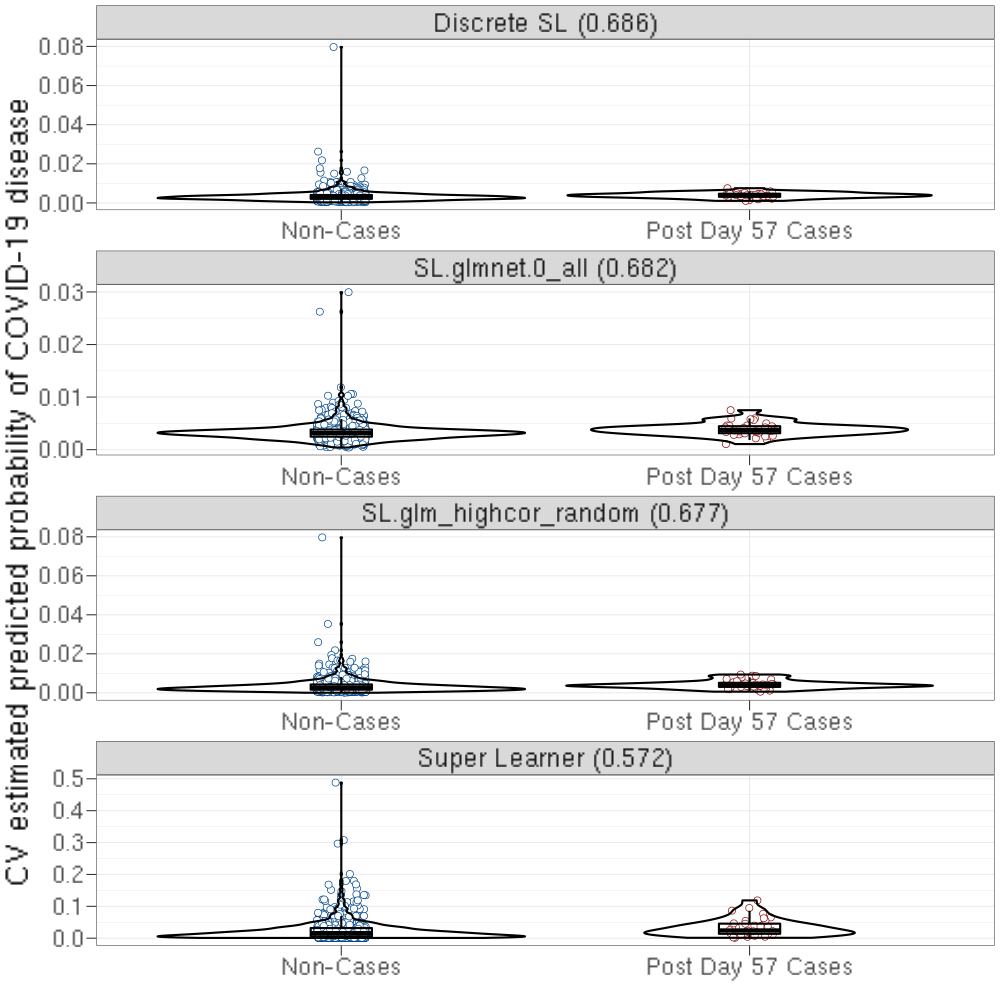 CV estimated predicted probability of COVID-19 disease
Discrete SL (0.686)
0.08
0.06
0.04
0.02
0.00
Non-Cases
Post Day 57 Cases
SL.glmnet.0_all (0.682)
0.03
0.02
0.01
0.00
Non-Cases
Post Day 57 Cases
SL.glm_highcor_random (0.677)
0.08
0.06
0.04
0.02
0.00
Non-Cases
Post Day 57 Cases
Super Learner (0.572)
0.5
0.4
0.3
0.2
0.1
0.0
Non-Cases
Post Day 57 Cases